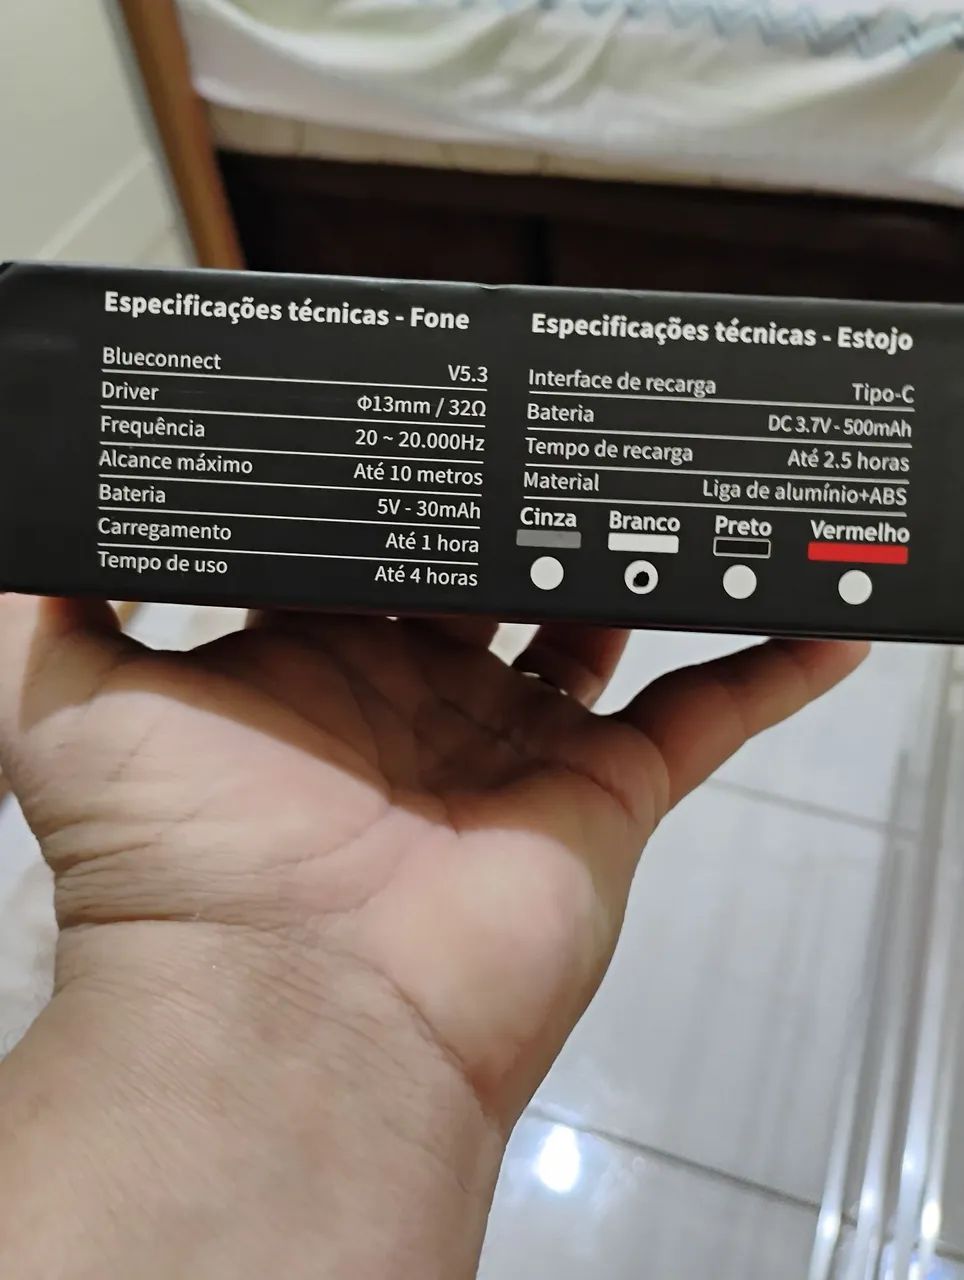 Especificações técnicas - Fone
Blueconnect V5.3
Driver Φ13mm / 32Ω
Frequência 20 ~ 20.000Hz
Alcance máximo Até 10 metros
Bateria 5V - 30mAh
Carregamento Até 1 hora
Tempo de uso Até 4 horas
Especificações técnicas - Estojo
Interface de recarga Tipo-C
Bateria DC 3.7V - 500mAh
Tempo de recarga Até 2.5 horas
Material Liga de alumínio+ABS
Cinza Branco Preto Vermelho